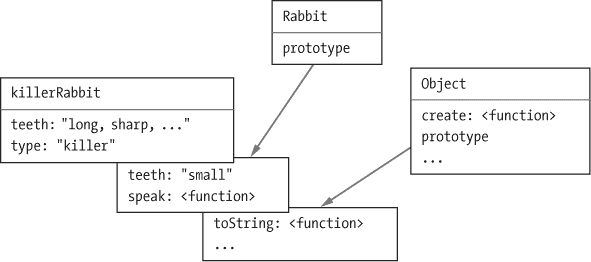 Rabbit
prototype
killerRabbit
teeth: "long, sharp, ..."
type: "killer"
Object
create: <function>
prototype
...
teeth: "small"
speak: <function>
toString: <function>
...